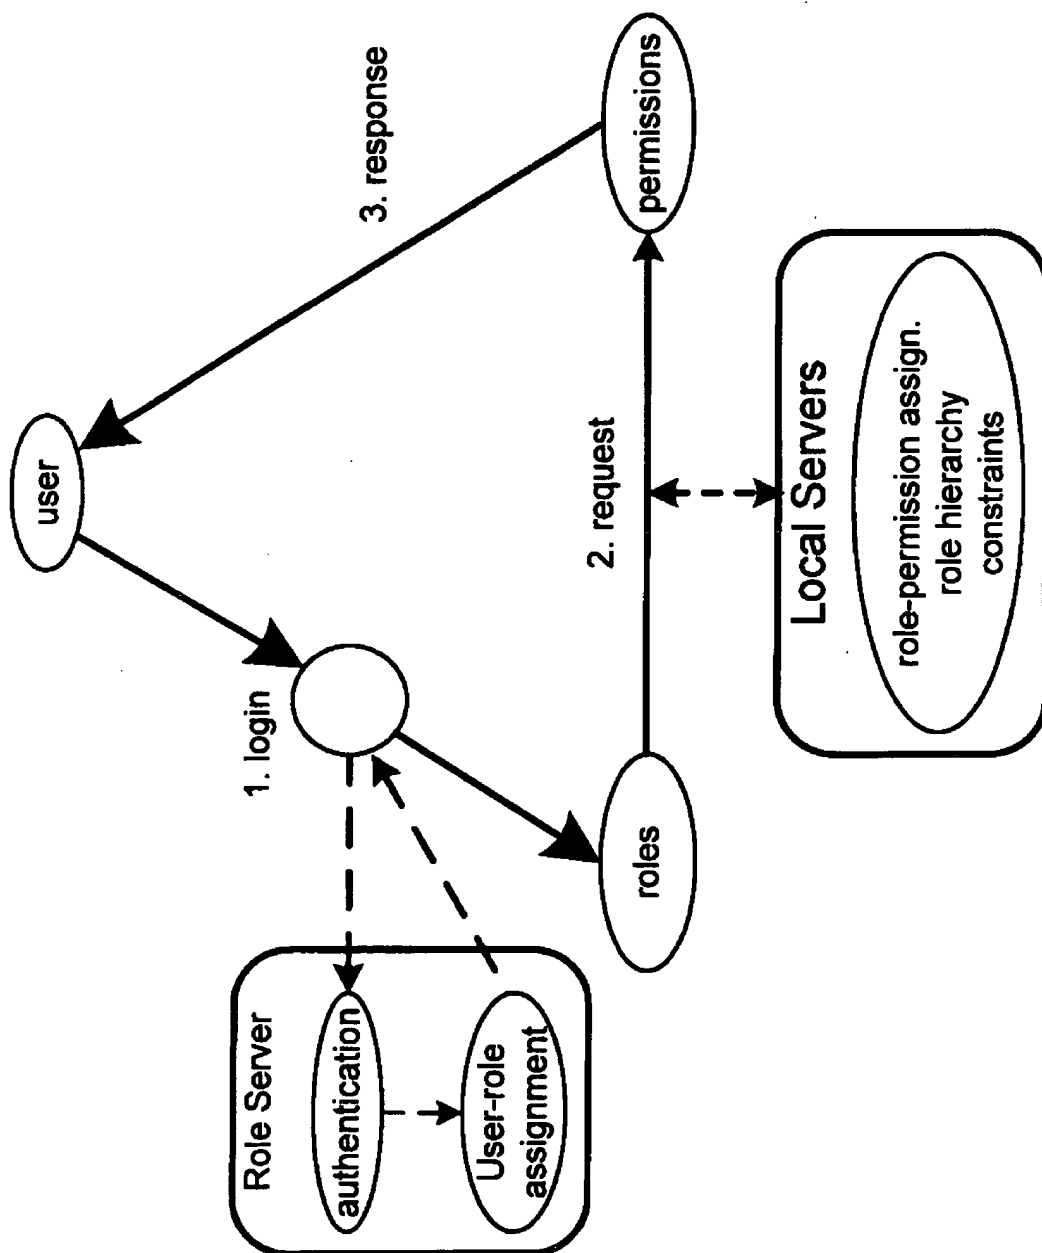 user
1. login
3. response
Role Server
authentication
User-role
assignment
roles
2. request
permissions
Local Servers
role-permission assign.
role hierarchy
constraints